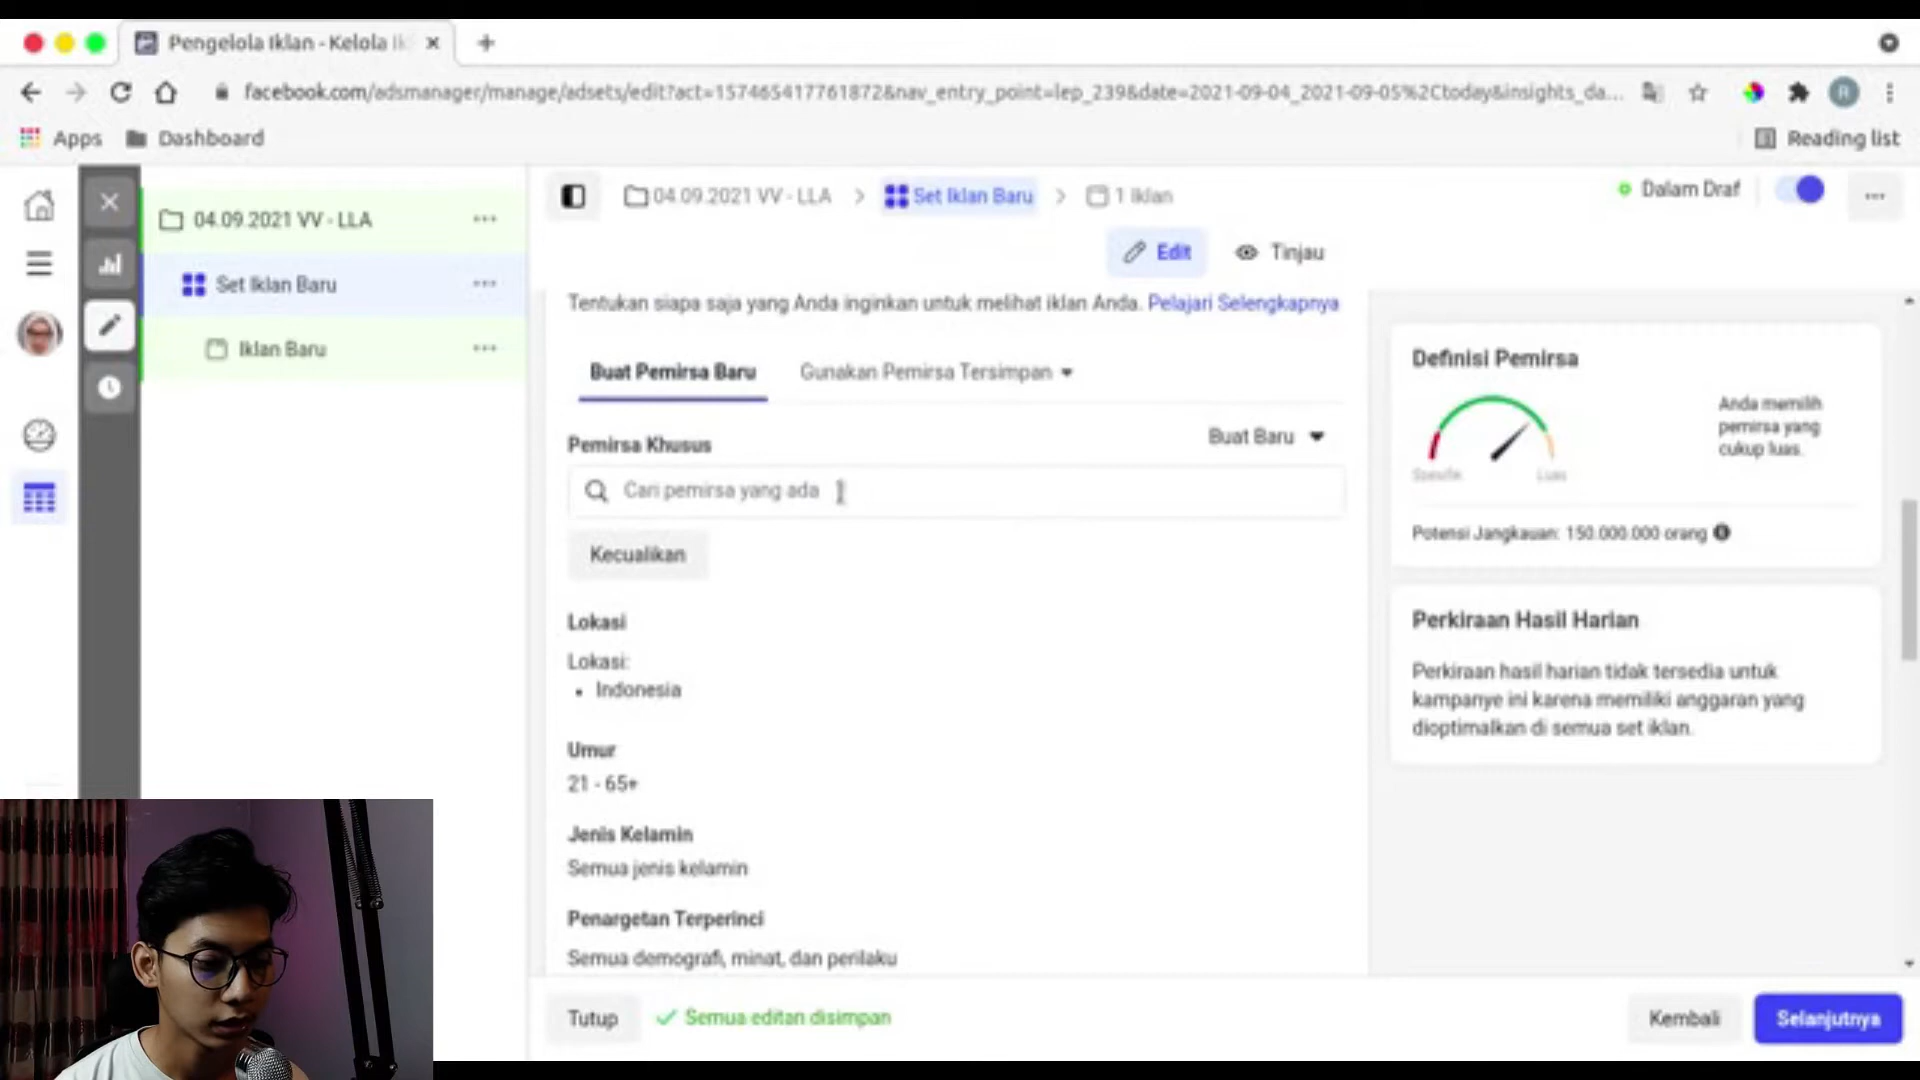 Pengelola Iklan - Kelola Ik
facebook.com/adsmanager/manage/adsets/edit?act=1574654177618728&nav_entry_point=lep_239&date=2021-09-04_2021-09-05%2Ctoday&insights_da...
Apps
Dashboard
Reading list
04.09.2021 VV - LLA
Set Iklan Baru
Iklan Baru
04.09.2021 VV - LLA
Set Iklan Baru
1 Iklan
Dalam Draf
Edit
Tinjau
Tentukan siapa saja yang Anda inginkan untuk melihat iklan Anda. Pelajari Selengkapnya
Buat Pemirsa Baru
Gunakan Pemirsa Tersimpan
Pemirsa Khusus
Buat Baru
Cari pemirsa yang ada
Kecualikan
Lokasi
Lokasi:
• Indonesia
Umur
21 - 65+
Jenis Kelamin
Semua jenis kelamin
Penargetan Terperinci
Semua demografi, minat, dan perilaku
Definisi Pemirsa
Anda memilih
pemirsa yang
cukup luas.
Spesifik
Luas
Potensi Jangkauan: 150.000.000 orang
Perkiraan Hasil Harian
Perkiraan hasil harian tidak tersedia untuk
kampanye ini karena memiliki anggaran yang
dioptimalkan di semua set iklan.
Tutup
Semua editan disimpan
Kembali
Selanjutnya
R